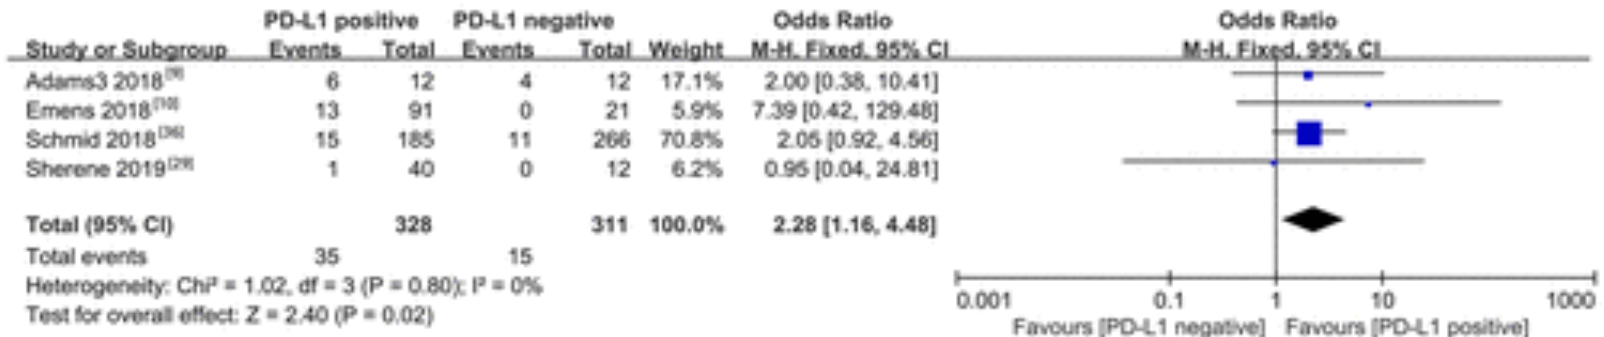 PD-L1 positive PD-L1 negative Odds Ratio Odds Ratio
Study or Subgroup Events Total Events Total Weight M-H, Fixed, 95% CI M-H, Fixed, 95% CI
Adams3 2018[9] 6 12 4 12 17.1% 2.00 [0.38, 10.41]
Emens 2018[10] 13 91 0 21 5.9% 7.39 [0.42, 129.48]
Schmid 2018[36] 15 185 11 266 70.8% 2.05 [0.92, 4.56]
Sherene 2019[29] 1 40 0 12 6.2% 0.95 [0.04, 24.81]
Total (95% CI) 328 311 100.0% 2.28 [1.16, 4.48]
Total events 35 15
Heterogeneity: Chi² = 1.02, df = 3 (P = 0.80); I² = 0%
Test for overall effect: Z = 2.40 (P = 0.02)
0.001 0.1 1 10 1000
Favours [PD-L1 negative] Favours [PD-L1 positive]